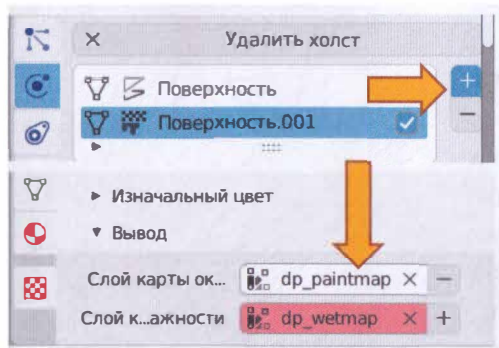 Удалить холст
Поверхность
Поверхность.001
Изначальный цвет
Вывод
Слой карты ок... dp_paintmap
Слой к...ажности dp_wetmap